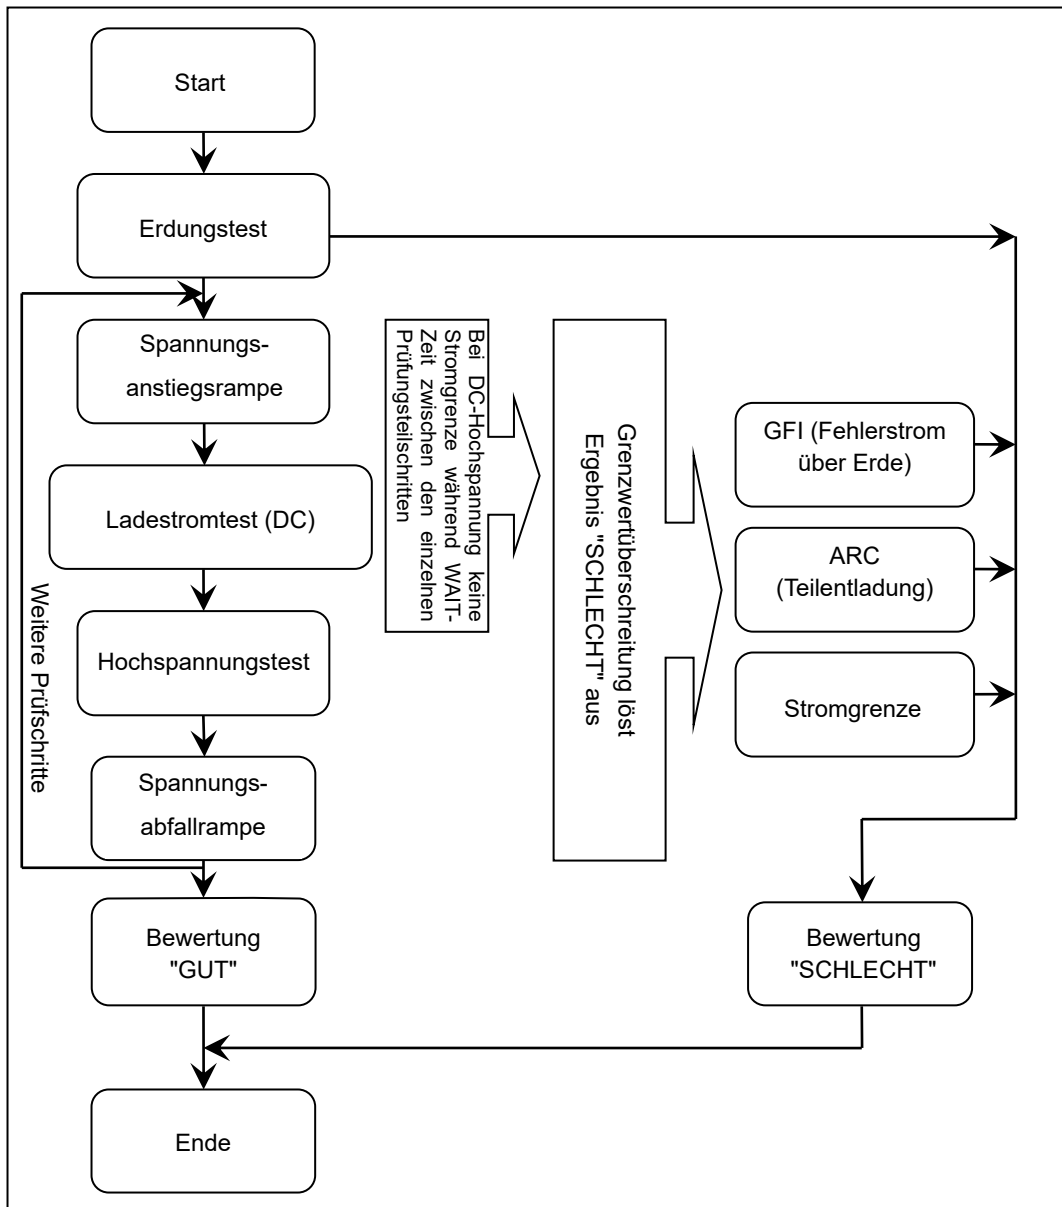 Start
Erdungstest
Spannungs-
anstiegsrampe
Ladestromtest (DC)
Hochspannungstest
Spannungs-
abfallrampe
Weitere Prüfschritte
Bewertung
"GUT"
Ende
Bei DC-Hochspannung keine
Stromgrenze während WAIT-
Zeit zwischen den einzelnen
Prüfungsteilschritten
Grenzwertüberschreitung löst
Ergebnis "SCHLECHT" aus
GFI (Fehlerstrom
über Erde)
ARC
(Teilentladung)
Stromgrenze
Bewertung
"SCHLECHT"